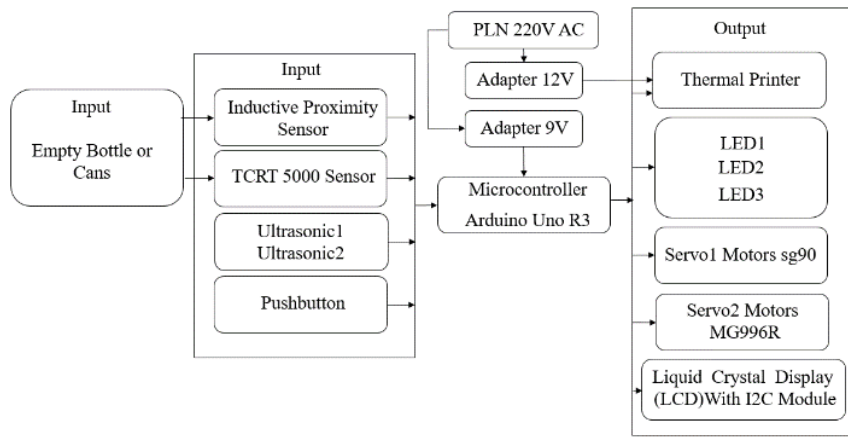 Input
Empty Bottle or
Cans
Input
Inductive Proximity
Sensor
TCRT 5000 Sensor
Ultrasonic1
Ultrasonic2
Pushbutton
PLN 220V AC
Adapter 12V
Adapter 9V
Microcontroller
Arduino Uno R3
Output
Thermal Printer
LED1
LED2
LED3
Servo1 Motors sg90
Servo2 Motors
MG996R
Liquid Crystal Display
(LCD)With I2C Module